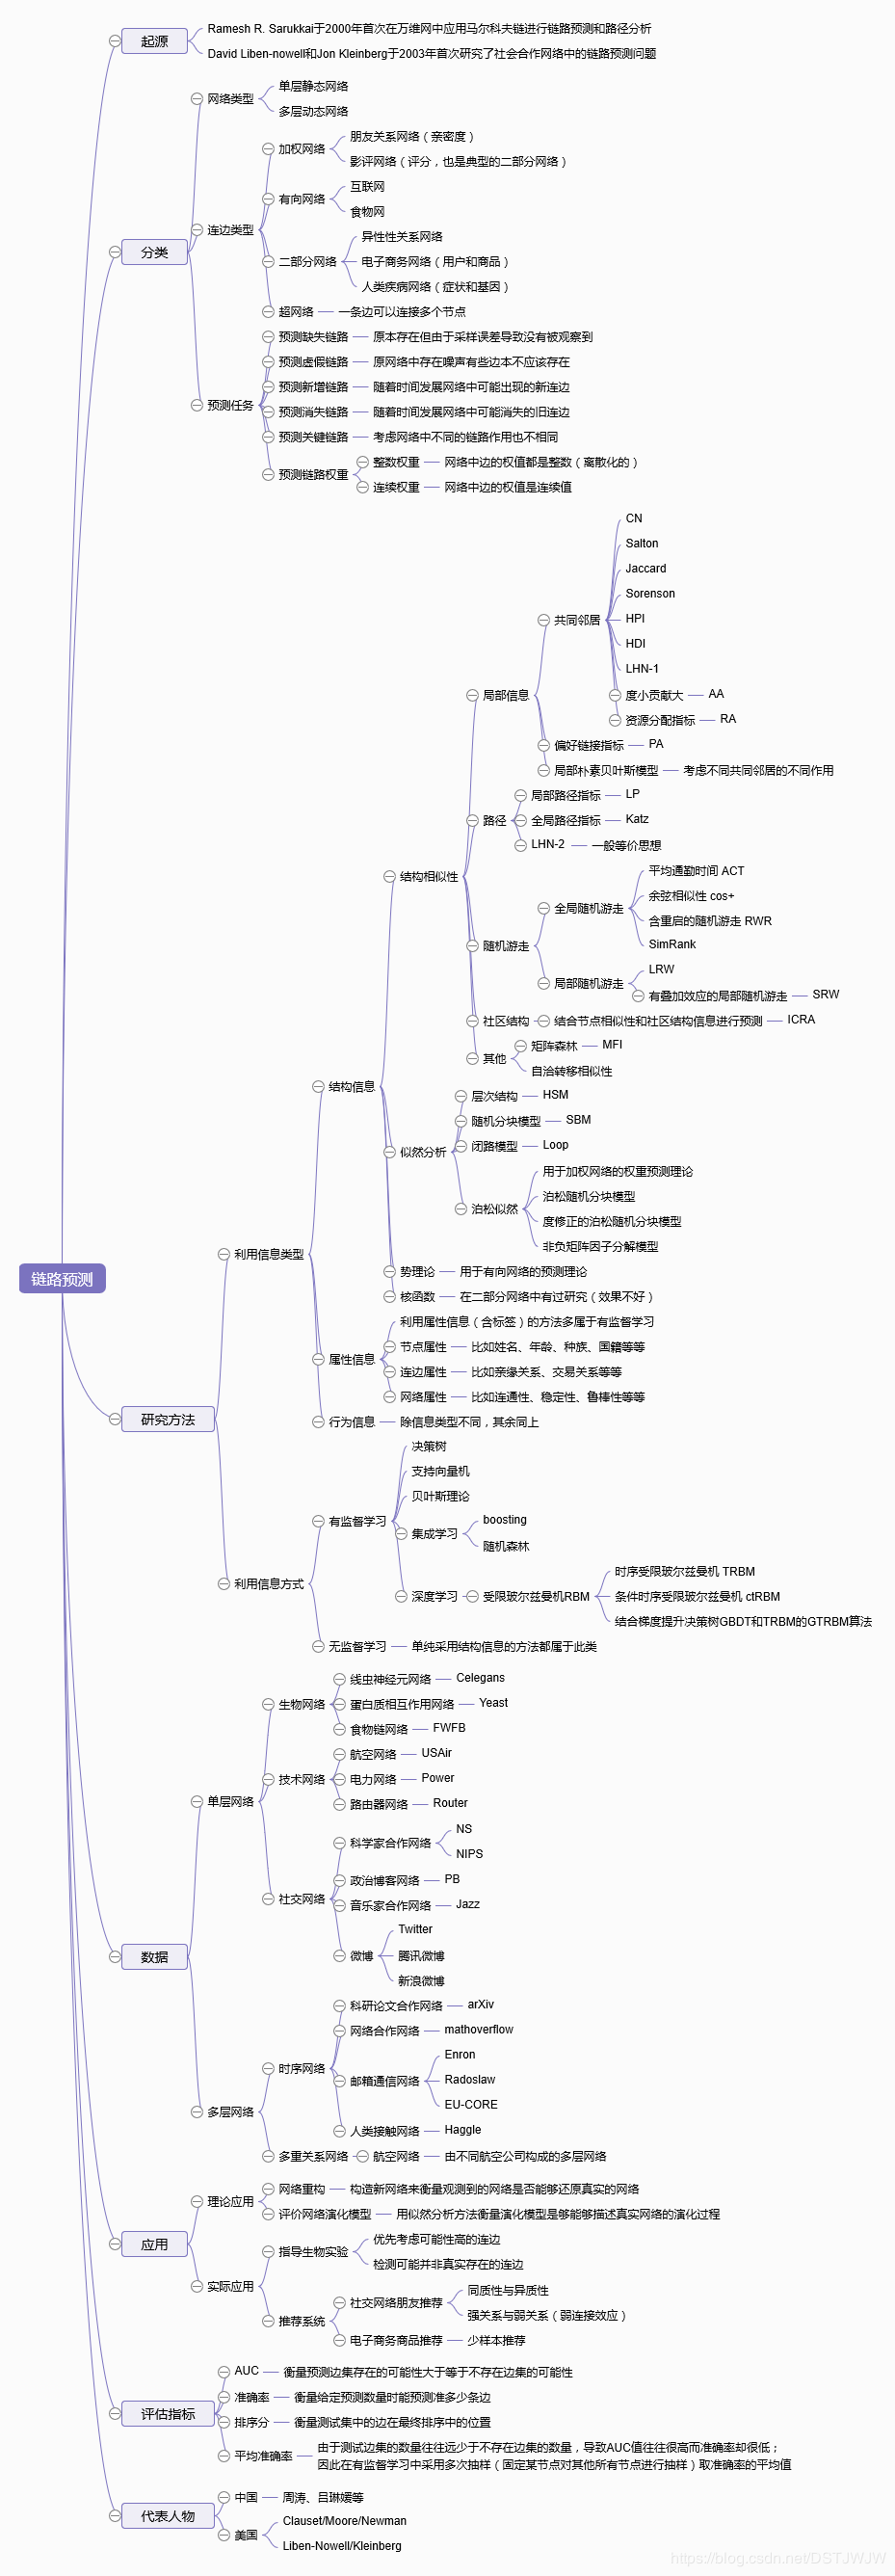 起源
Ramesh R. Sarukkai于2000年首次在万维网中应用马尔科夫链进行链路预测和路径分析
David Liben-nowell和Jon Kleinberg于2003年首次研究了社会合作网络中的链路预测问题
分类
网络类型
单层静态网络
多层动态网络
连边类型
加权网络
朋友关系网络（亲密度）
影评网络（评分，也是典型的二部分网络）
有向网络
互联网
食物网
二部分网络
异性性关系网络
电子商务网络（用户和商品）
人类疾病网络（症状和基因）
超网络
一条边可以连接多个节点
预测任务
预测缺失链路
原本存在但由于采样误差导致没有被观察到
预测虚假链路
原网络中存在噪声有些边本不应该存在
预测新增链路
随着时间发展网络中可能出现的新连边
预测消失链路
随着时间发展网络中可能消失的旧连边
预测关键链路
考虑网络中不同的链路作用也不相同
预测链路权重
整数权重
网络中边的权值都是整数（离散化的）
连续权重
网络中边的权值是连续值
链路预测
研究方法
利用信息类型
结构信息
结构相似性
局部信息
共同邻居
CN
Salton
Jaccard
Sorenson
HPI
HDI
LHN-1
度小贡献大
AA
资源分配指标
RA
偏好链接指标
PA
局部朴素贝叶斯模型
考虑不同共同邻居的不同作用
路径
局部路径指标
LP
全局路径指标
Katz
LHN-2
一般等价思想
随机游走
全局随机游走
平均通勤时间 ACT
余弦相似性 cos+
含重启的随机游走 RWR
SimRank
局部随机游走
LRW
有叠加效应的局部随机游走
SRW
社区结构
结合节点相似性和社区结构信息进行预测
ICRA
其他
矩阵森林
MFI
自洽转移相似性
似然分析
层次结构
HSM
随机分块模型
SBM
闭路模型
Loop
泊松似然
用于加权网络的权重预测理论
泊松随机分块模型
度修正的泊松随机分块模型
非负矩阵因子分解模型
势理论
用于有向网络的预测理论
核函数
在二部分网络中有过研究（效果不好）
属性信息
利用属性信息（含标签）的方法多属于有监督学习
节点属性
比如姓名、年龄、种族、国籍等等
连边属性
比如亲缘关系、交易关系等等
网络属性
比如连通性、稳定性、鲁棒性等等
行为信息
除信息类型不同，其余同上
利用信息方式
有监督学习
决策树
支持向量机
贝叶斯理论
集成学习
boosting
随机森林
深度学习
受限玻尔兹曼机RBM
时序受限玻尔兹曼机 TRBM
条件时序受限玻尔兹曼机 ctRBM
结合梯度提升决策树GBDT和TRBM的GTRBM算法
无监督学习
单纯采用结构信息的方法都属于此类
数据
单层网络
生物网络
线虫神经元网络
Celegans
蛋白质相互作用网络
Yeast
食物链网络
FWFB
技术网络
航空网络
USAir
电力网络
Power
路由器网络
Router
社交网络
科学家合作网络
NS
NIPS
政治博客网络
PB
音乐家合作网络
Jazz
微博
Twitter
腾讯微博
新浪微博
多层网络
时序网络
科研论文合作网络
arXiv
网络合作网络
mathoverflow
邮箱通信网络
Enron
Radoslaw
EU-CORE
人类接触网络
Haggle
多重关系网络
航空网络
由不同航空公司构成的多层网络
应用
理论应用
网络重构
构造新网络来衡量观测到的网络是否能够还原真实的网络
评价网络演化模型
用似然分析方法衡量演化模型是够能够描述真实网络的演化过程
实际应用
指导生物实验
优先考虑可能性高的连边
检测可能并非真实存在的连边
推荐系统
社交网络朋友推荐
同质性与异质性
强关系与弱关系（弱连接效应）
电子商务商品推荐
少样本推荐
评估指标
AUC
衡量预测边集存在的可能性大于等于不存在边集的可能性
准确率
衡量给定预测数量时能预测准多少条边
排序分
衡量测试集中的边在最终排序中的位置
平均准确率
由于测试边集的数量往往远少于不存在边集的数量，导致AUC值往往很高而准确率却很低；
因此在有监督学习中采用多次抽样（固定某节点对其他所有节点进行抽样）取准确率的平均值
代表人物
中国
周涛、吕琳媛等
美国
Clauset/Moore/Newman
Liben-Nowell/Kleinberg
https://blog.csdn.net/DSTJWJW